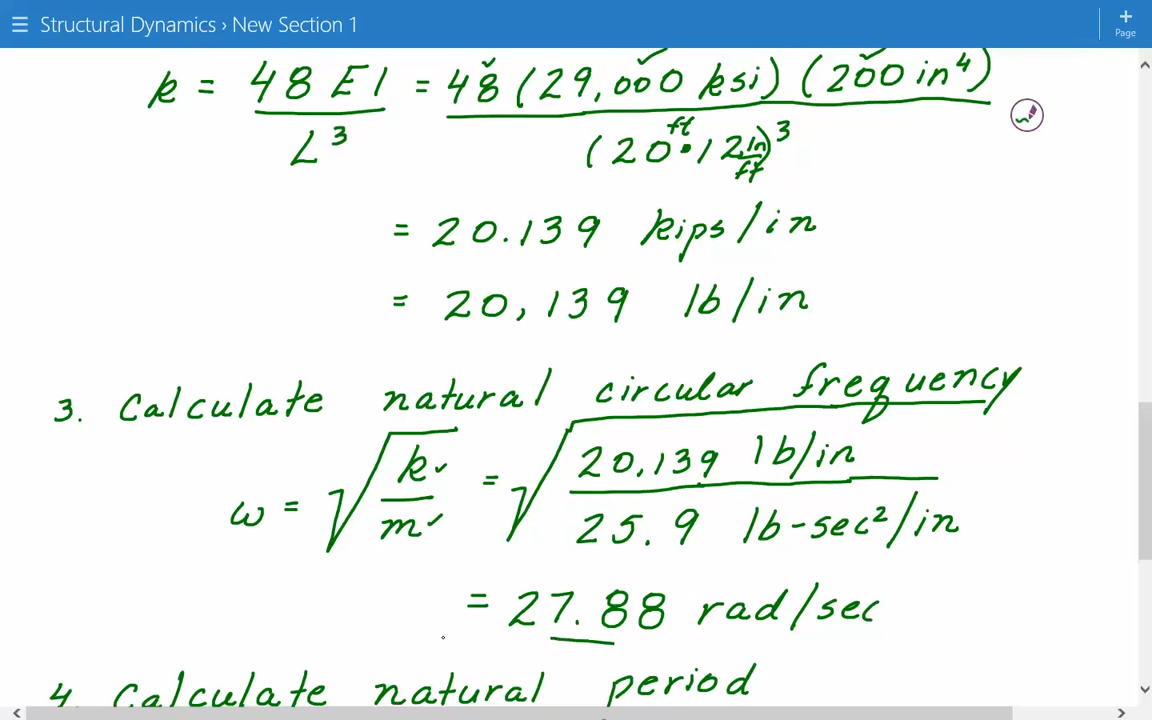 Structural Dynamics › New Section 1
Page
k = 48 EI / L³ = 48 (29,000 ksi) (200 in⁴) / (20 ft · 12 in/ft)³
= 20.139 kips/in
= 20,139 lb/in
3. Calculate natural circular frequency
ω = √(k/m) = √(20,139 lb/in / 25.9 lb-sec²/in)
= 27.88 rad/sec
4. Calculate natural period